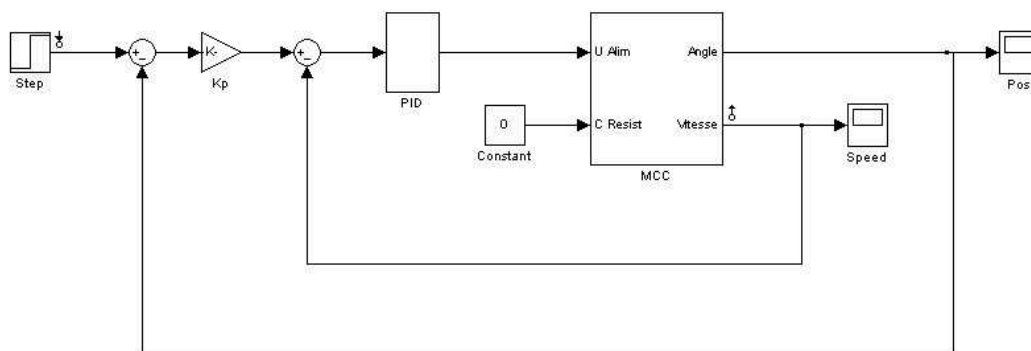 Step
K-
Kp
PID
U Alim
Angle
0
Constant
C Resist
Vitesse
MCC
Speed
Pos